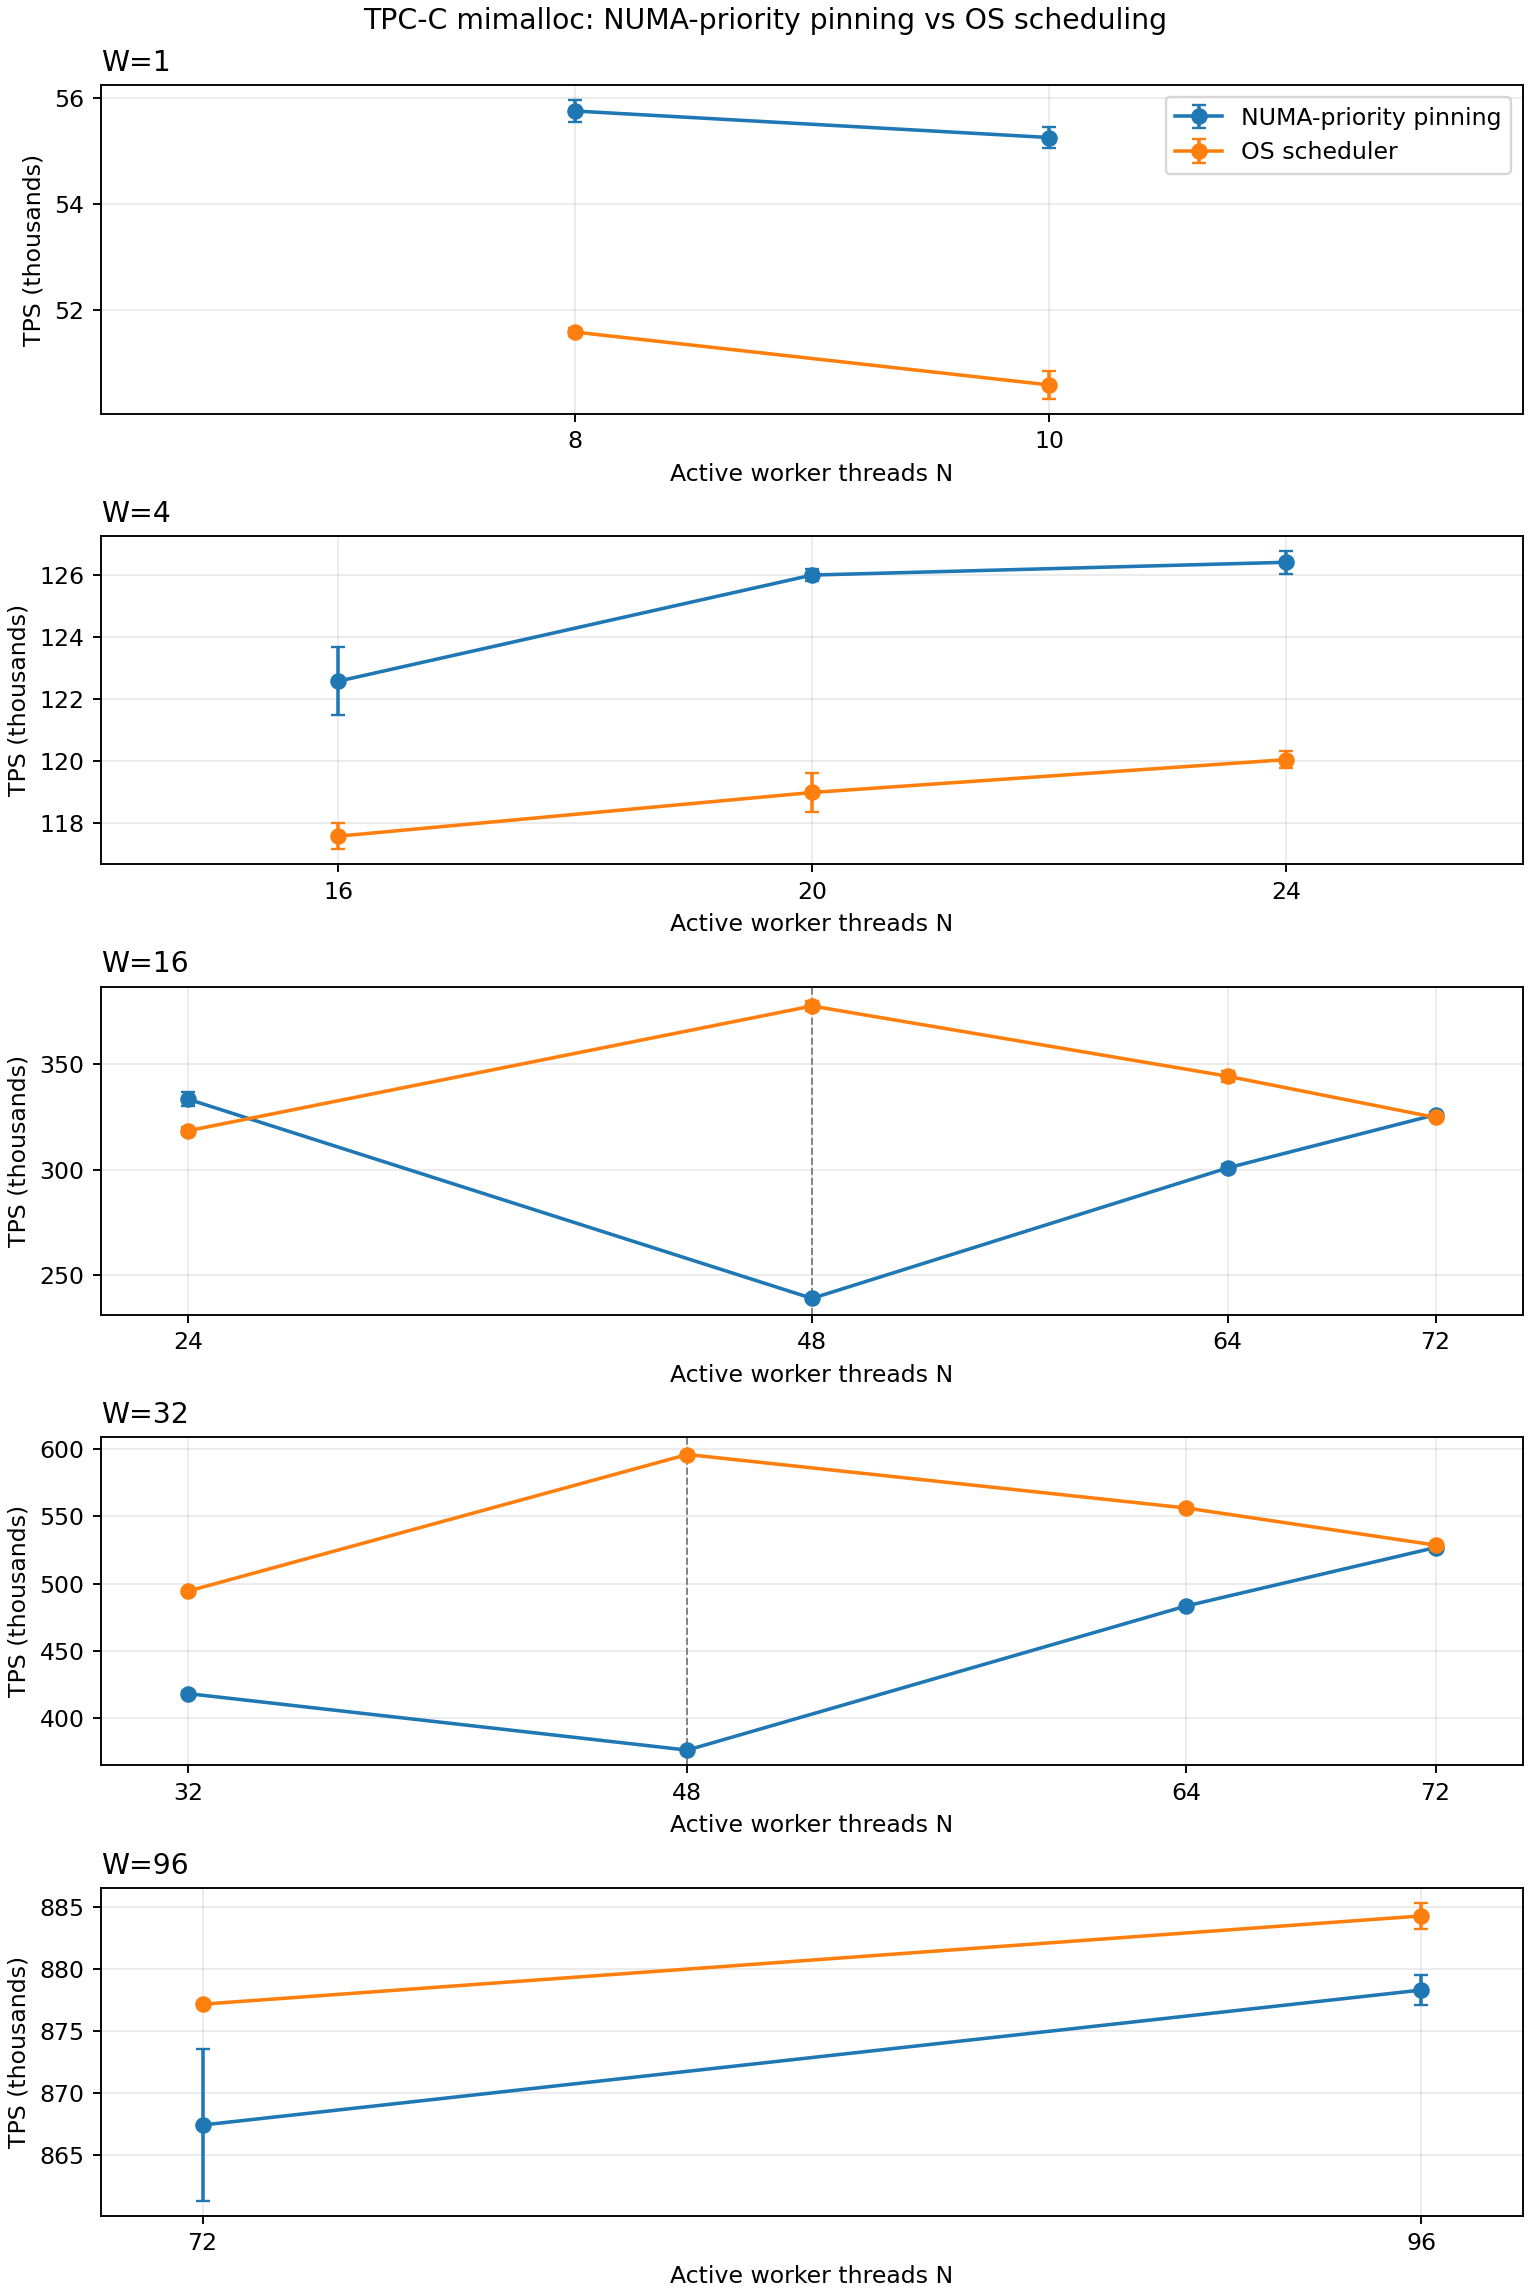 TPC-C mimalloc: NUMA-priority pinning vs OS scheduling
W=1
56
54
52
TPS (thousands)
NUMA-priority pinning
OS scheduler
8 10
Active worker threads N
W=4
126
124
122
120
118
TPS (thousands)
16 20 24
Active worker threads N
W=16
350
300
250
TPS (thousands)
24 48 64 72
Active worker threads N
W=32
600
550
500
450
400
TPS (thousands)
32 48 64 72
Active worker threads N
W=96
885
880
875
870
865
TPS (thousands)
72 96
Active worker threads N